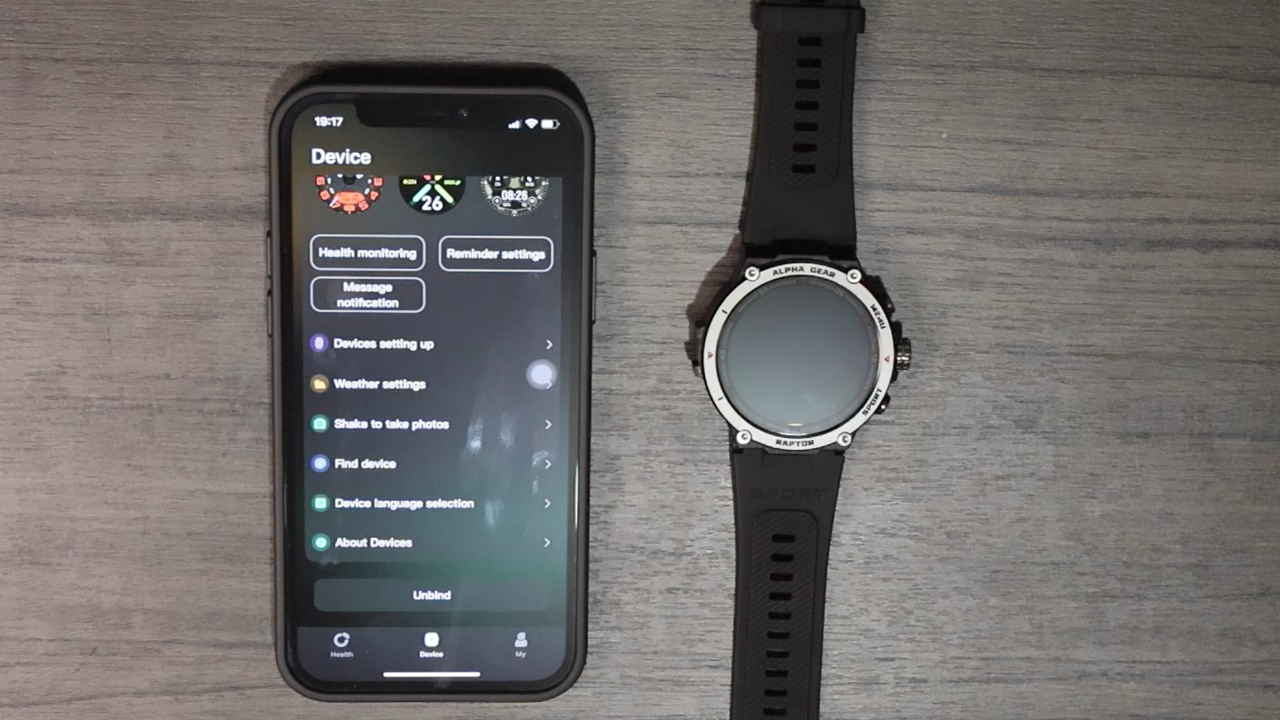 19:17
Device
26
08:26
Health monitoring
Reminder settings
Message
notification
Devices setting up
Weather settings
Shake to take photos
Find device
Device language selection
About Devices
Unbind
Health
Device
My
ALPHA GEAR
MENU
SPORT
RAPTOR
SPORT